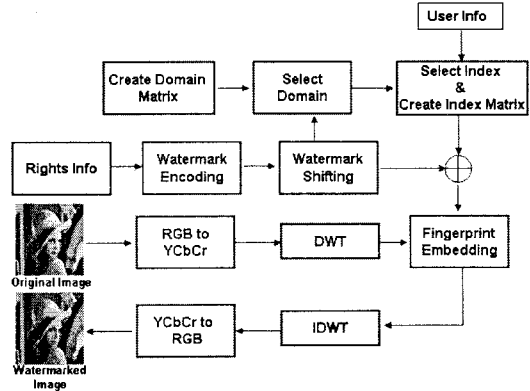 User Info
Create Domain
Matrix
Select
Domain
Select Index
&
Create Index Matrix
Rights Info
Watermark
Encoding
Watermark
Shifting
RGB to
YCbCr
DWT
Fingerprint
Embedding
Original Image
YCbCr to
RGB
IDWT
Watermarked
Image